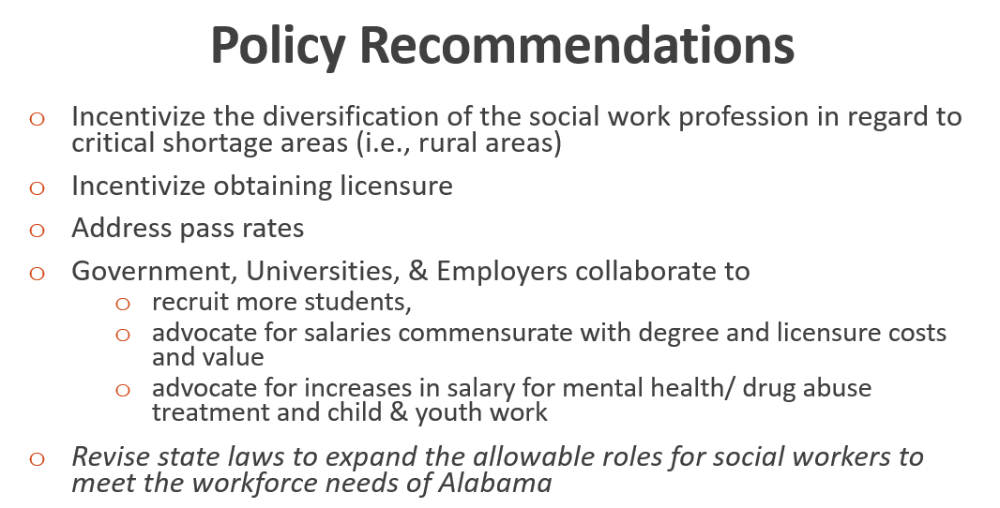 Policy Recommendations
o Incentivize the diversification of the social work profession in regard to
critical shortage areas (i.e., rural areas)
o Incentivize obtaining licensure
o Address pass rates
o Government, Universities, & Employers collaborate to
o recruit more students,
o advocate for salaries commensurate with degree and licensure costs
and value
o advocate for increases in salary for mental health/ drug abuse
treatment and child & youth work
o Revise state laws to expand the allowable roles for social workers to
meet the workforce needs of Alabama